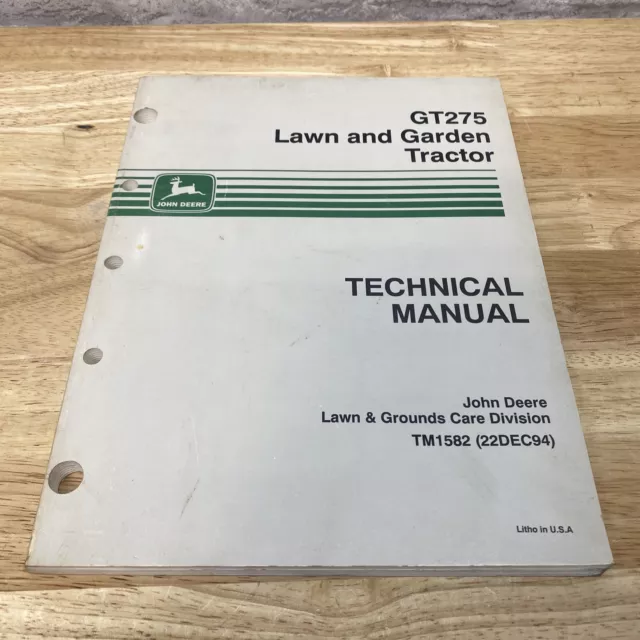 GT275
Lawn and Garden
Tractor
JOHN DEERE
TECHNICAL
MANUAL
John Deere
Lawn & Grounds Care Division
TM1582 (22DEC94)
Litho in U.S.A